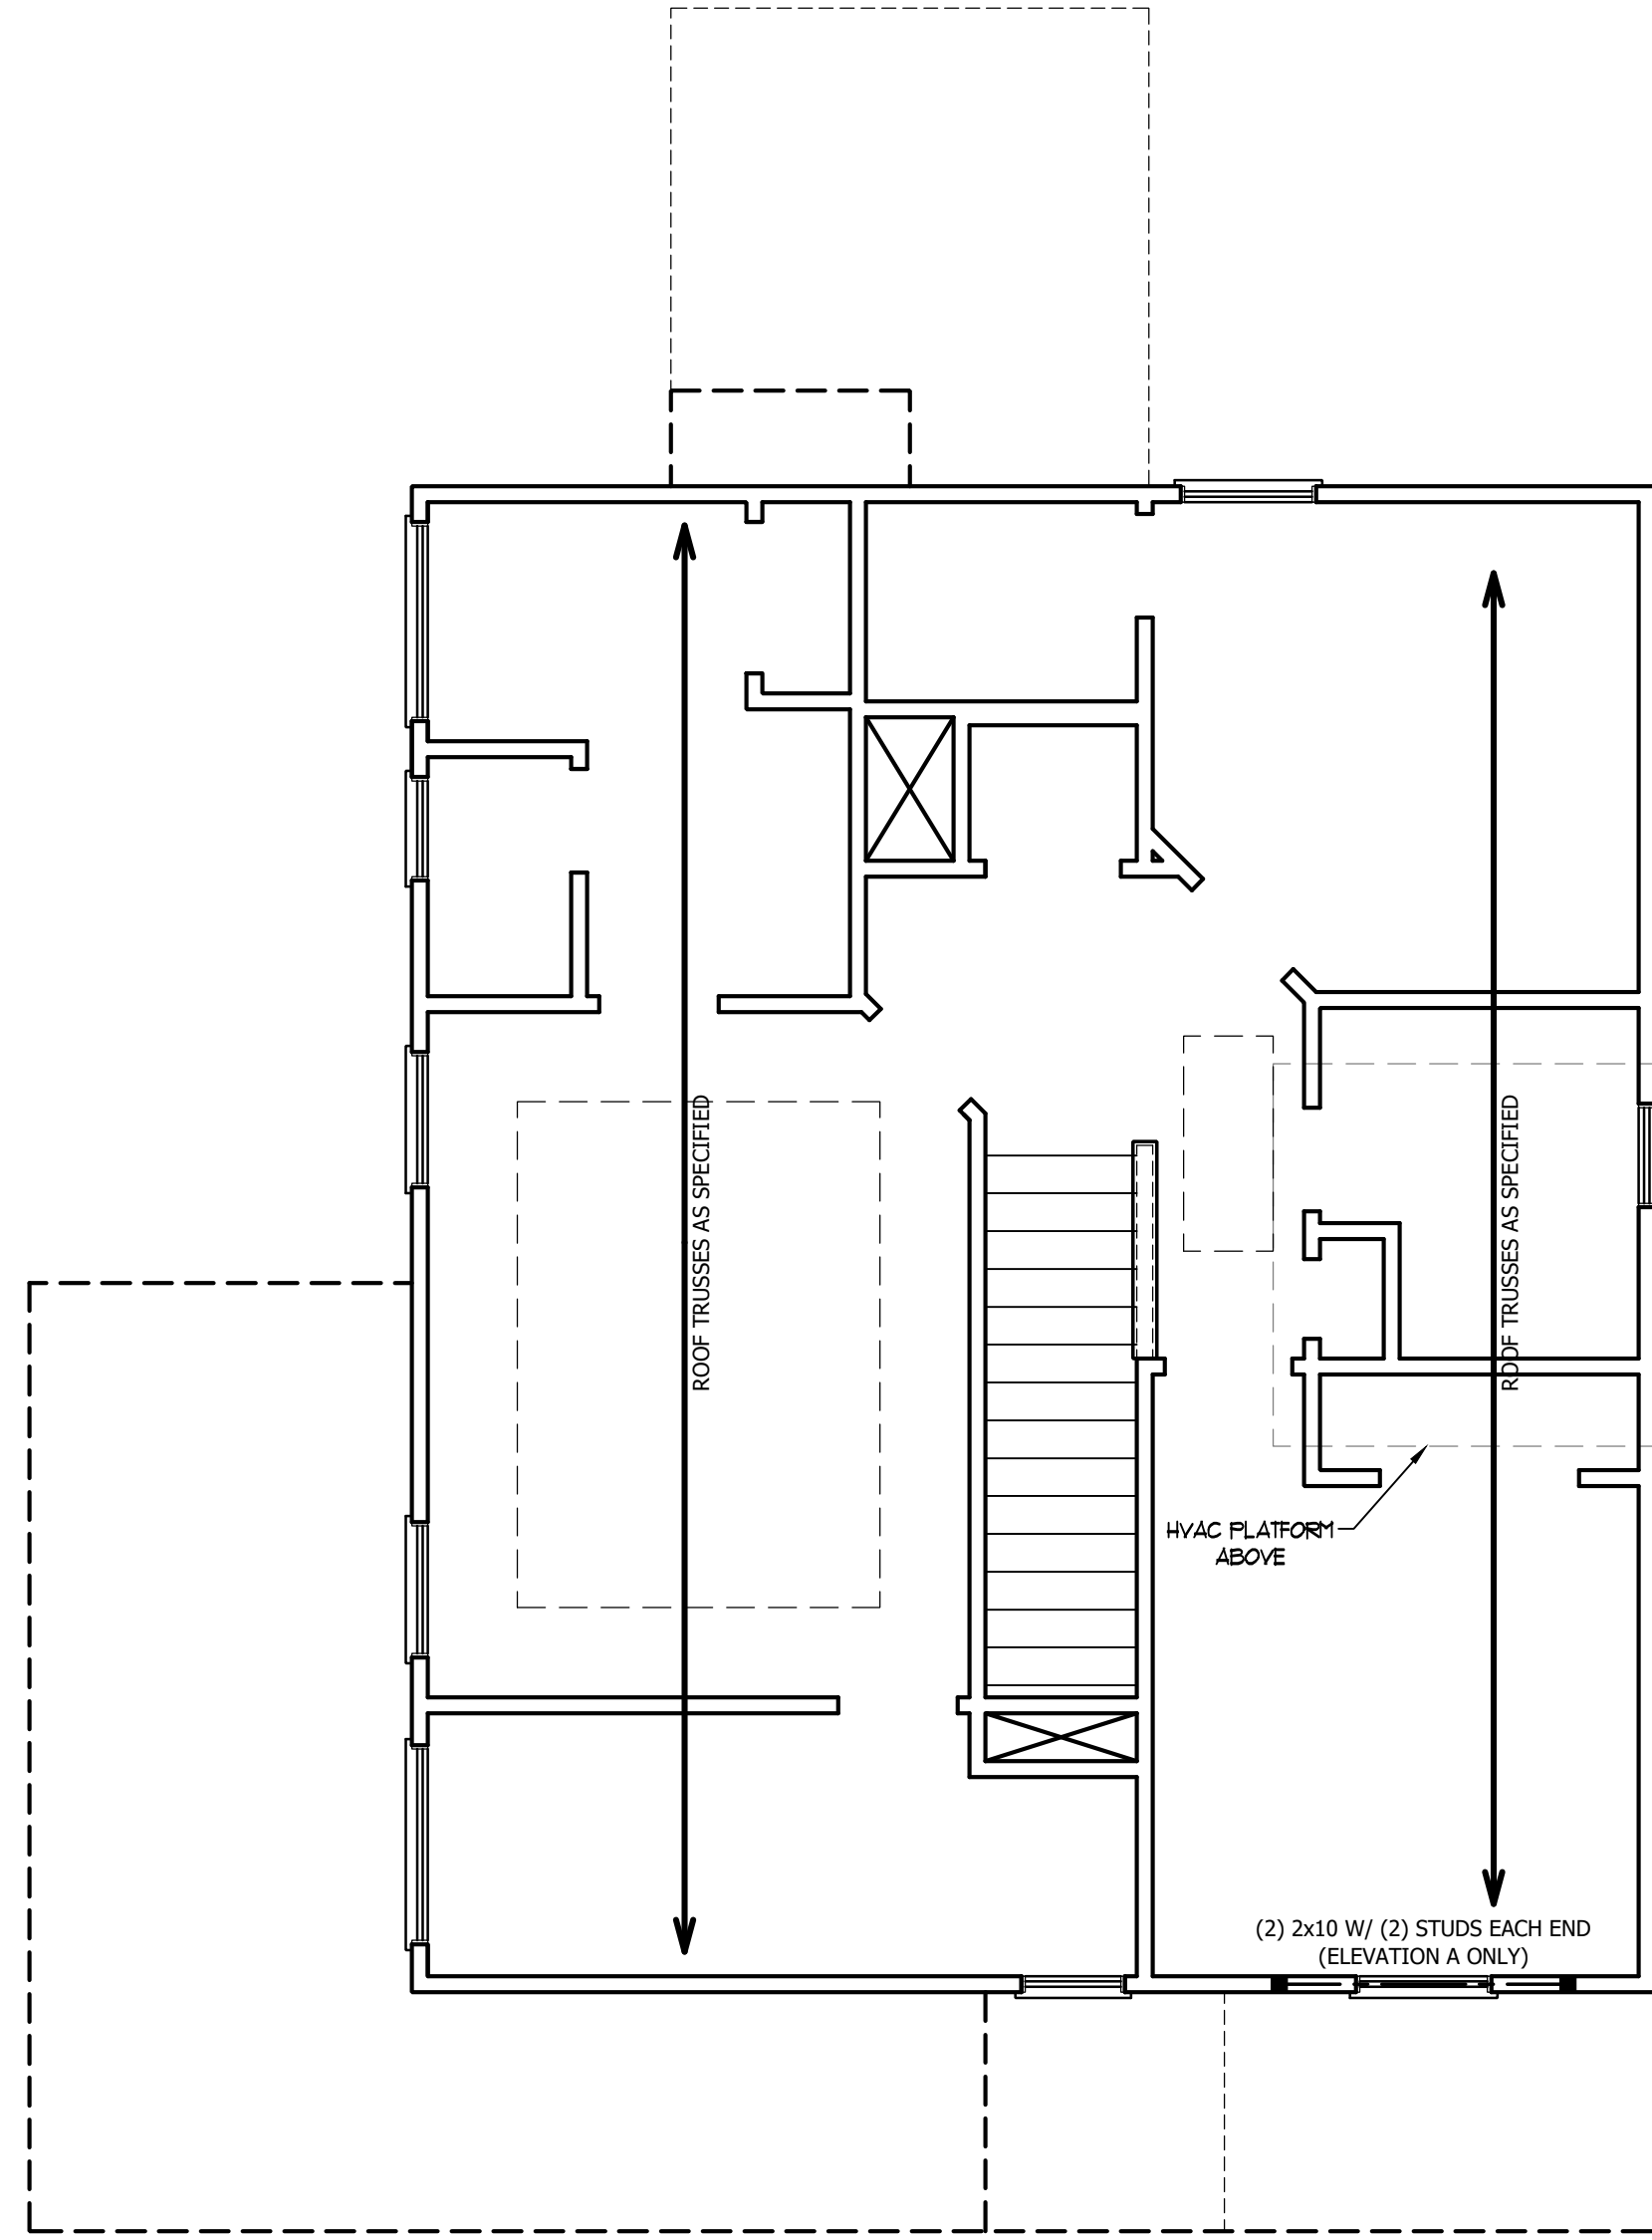 ROOF TRUSSES AS SPECIFIED
ROOF TRUSSES AS SPECIFIED
HVAC PLATFORM
ABOVE
(2) 2x10 W/ (2) STUDS EACH END
(ELEVATION A ONLY)